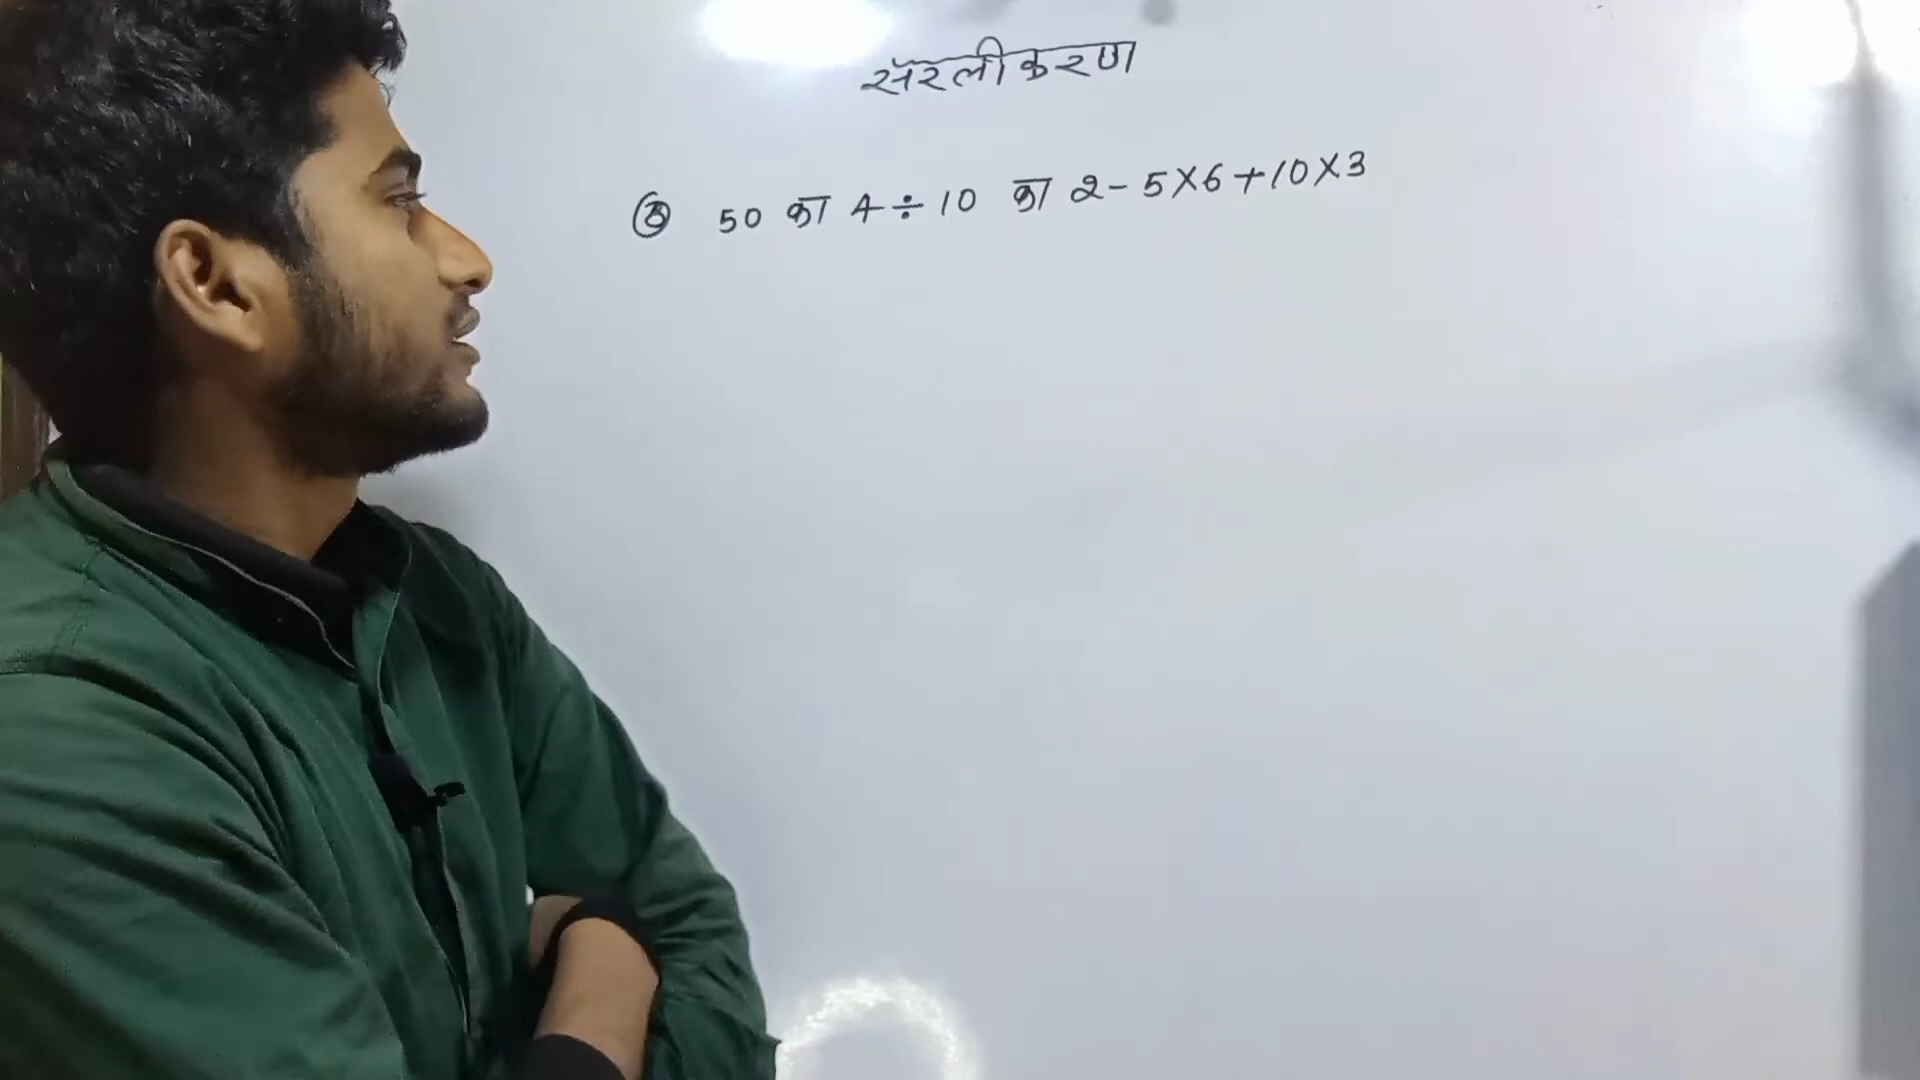 सरलीकरण
③ 50 का 4 ÷ 10 का 2 - 5 × 6 + 10 × 3